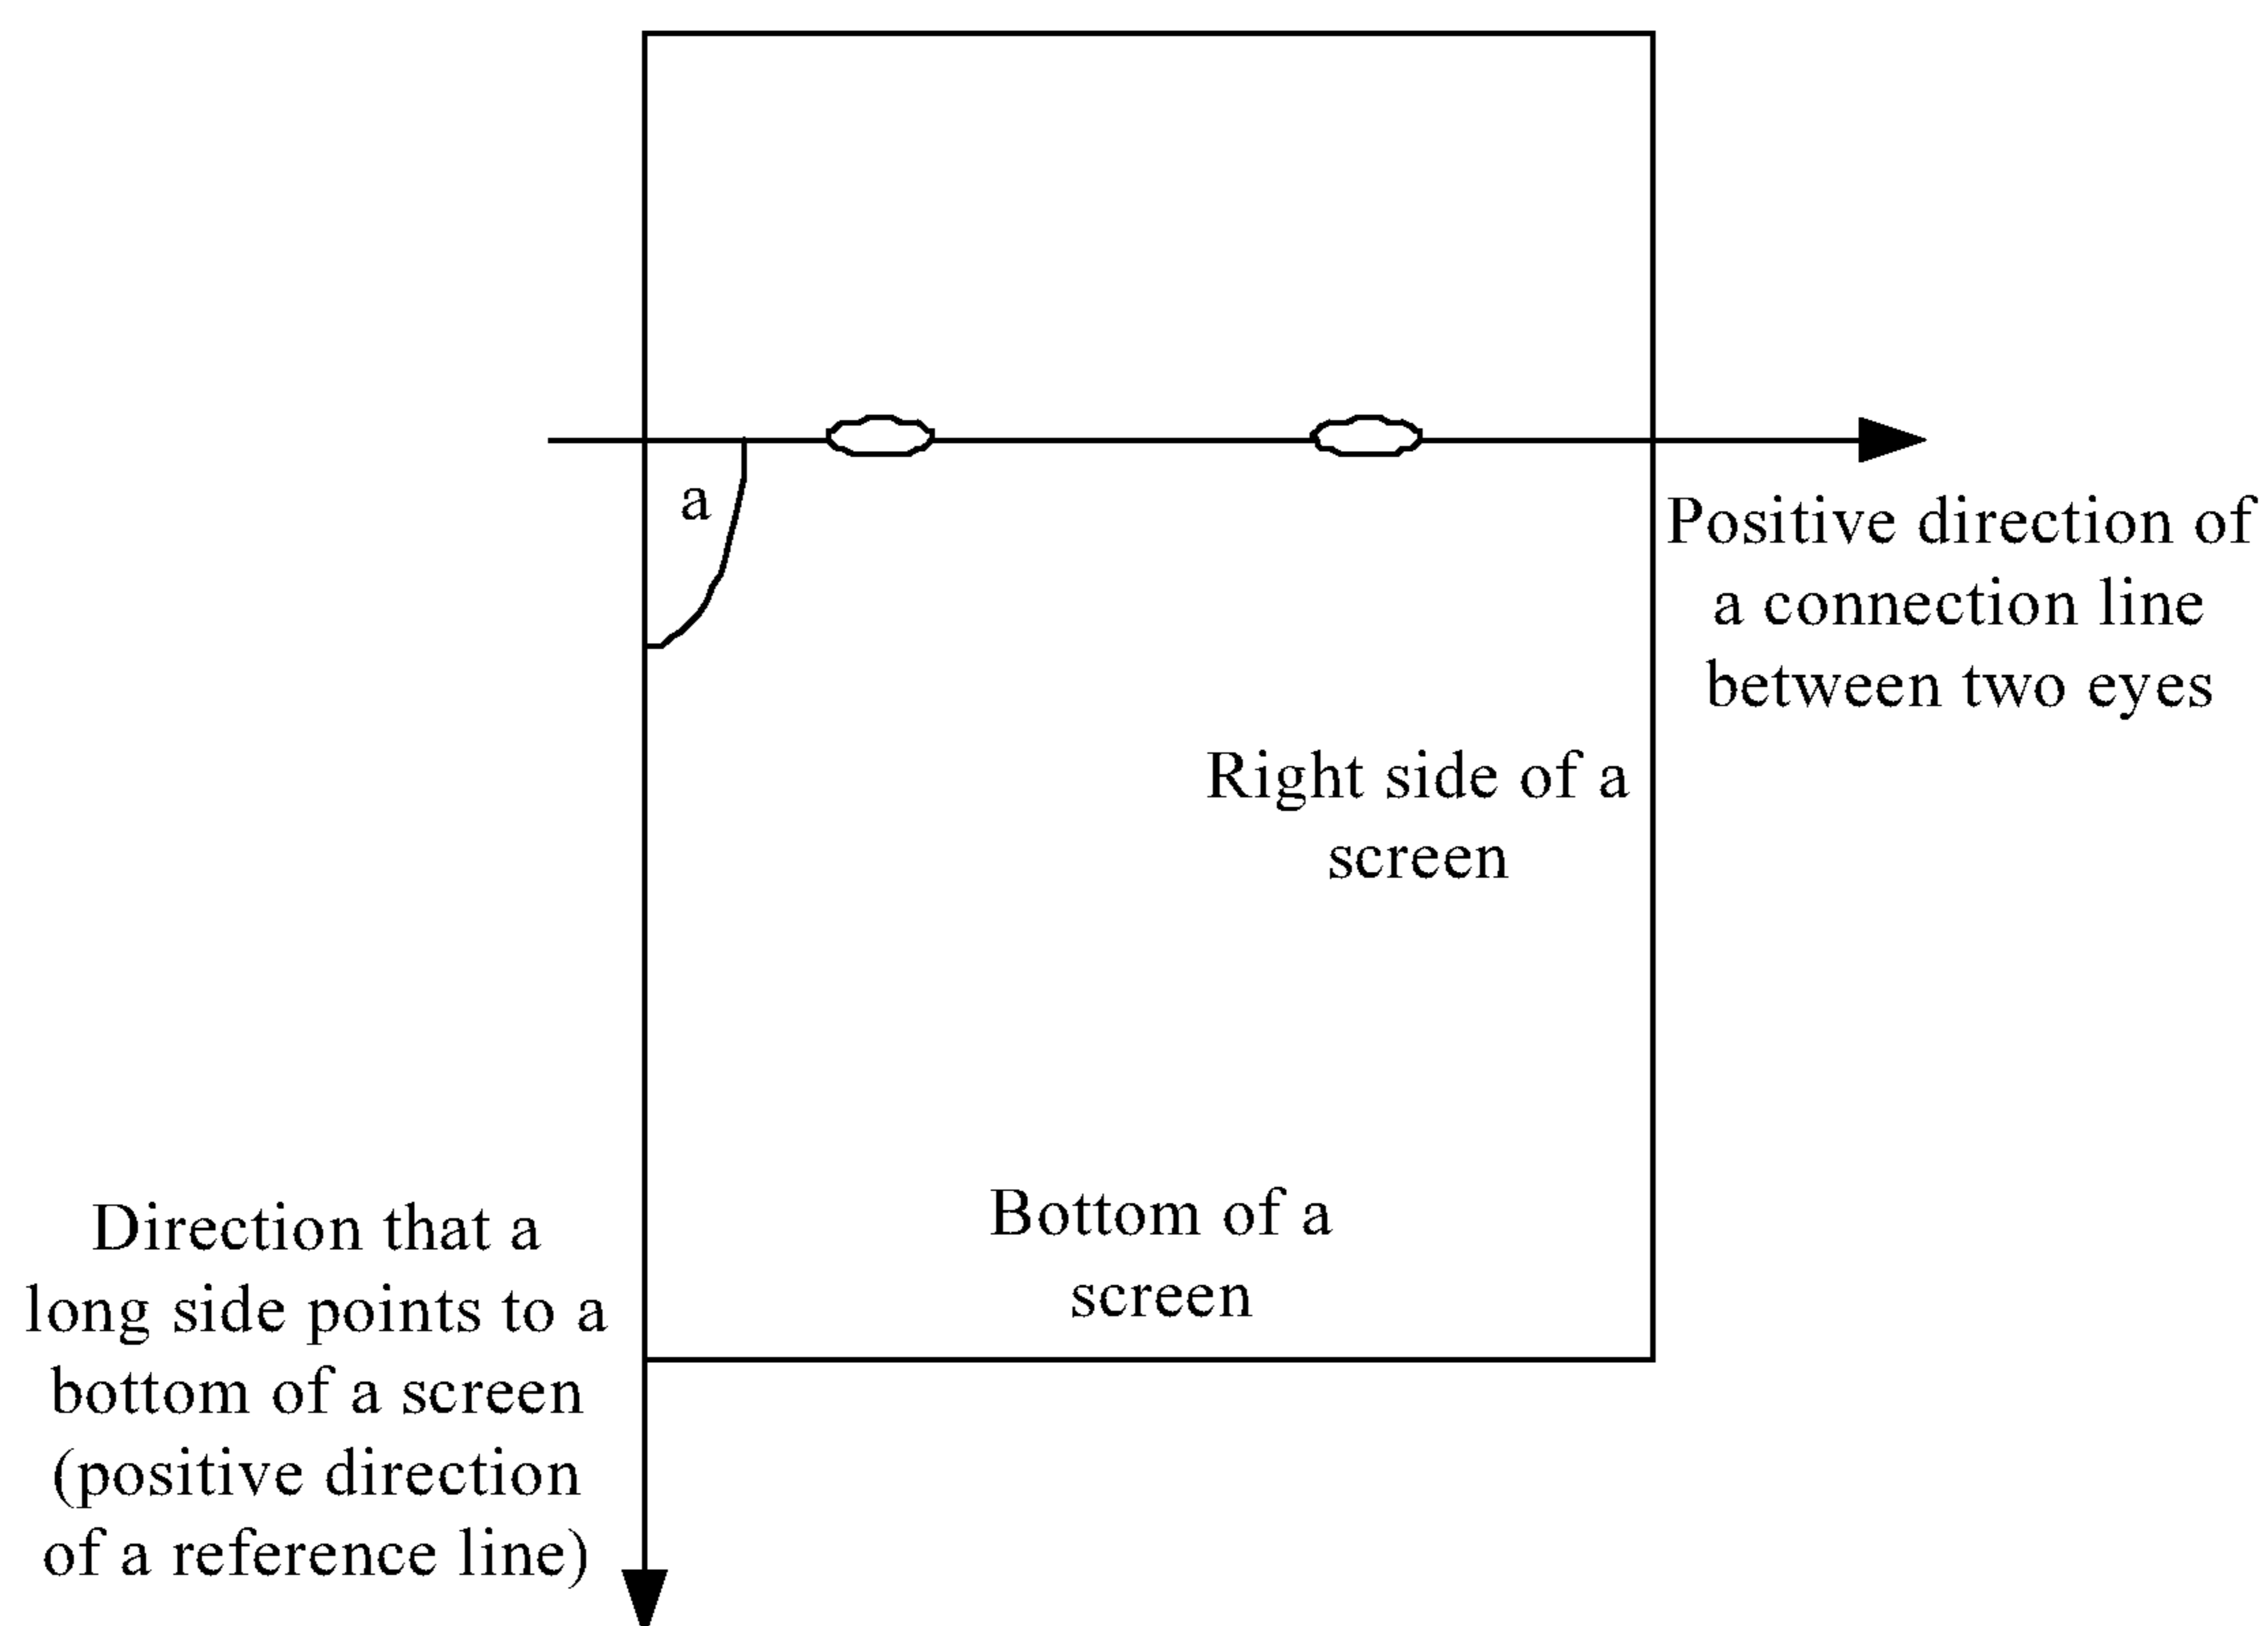 a
Positive direction of
a connection line
between two eyes
Right side of a
screen
Bottom of a
screen
Direction that a
long side points to a
bottom of a screen
(positive direction
of a reference line)